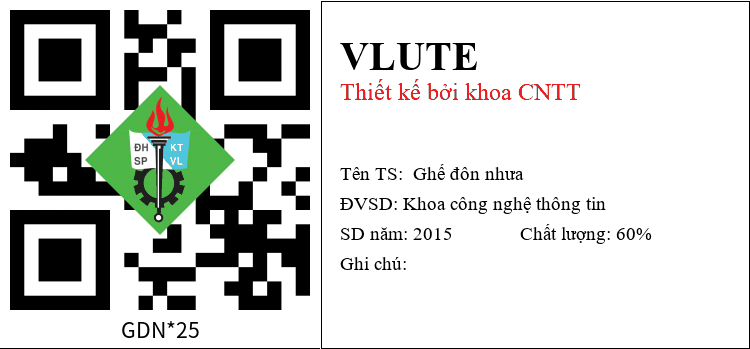 ĐH KT
SP VL
GDN*25
VLUTE
Thiết kế bởi khoa CNTT
Tên TS: Ghế đôn nhưa
ĐVSD: Khoa công nghệ thông tin
SD năm: 2015 Chất lượng: 60%
Ghi chú: